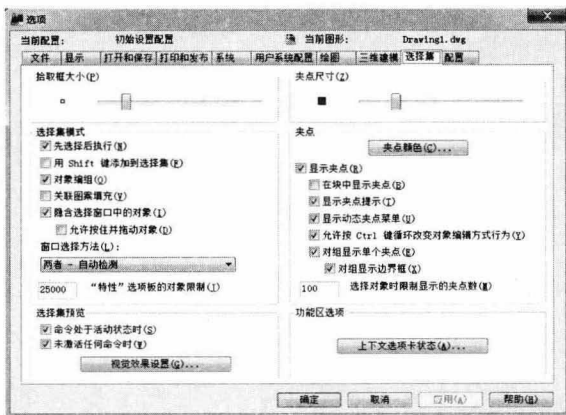 选项
当前配置: 初始设置配置 当前图形: Drawing1.dwg
文件 显示 打开和保存 打印和发布 系统 用户系统配置 绘图 三维建模 选择集 配置
拾取框大小(P)
夹点尺寸(Z)
选择集模式
先选择后执行(N)
用 Shift 键添加到选择集(F)
对象编组(O)
关联图案填充(V)
隐含选择窗口中的对象(I)
允许按住并拖动对象(D)
窗口选择方法(L):
两者 - 自动检测
25000 “特性”选项板的对象限制(J)
夹点
夹点颜色(C)...
显示夹点(R)
在块中显示夹点(B)
显示夹点提示(T)
显示动态夹点菜单(U)
允许按 Ctrl 键循环改变对象编辑方式行为(Y)
对组显示单个夹点(E)
对组显示边界框(X)
100 选择对象时限制显示的夹点数(M)
选择集预览
命令处于活动状态时(S)
未激活任何命令时(W)
视觉效果设置(G)...
功能区选项
上下文选项卡状态(A)...
确定 取消 应用(A) 帮助(H)